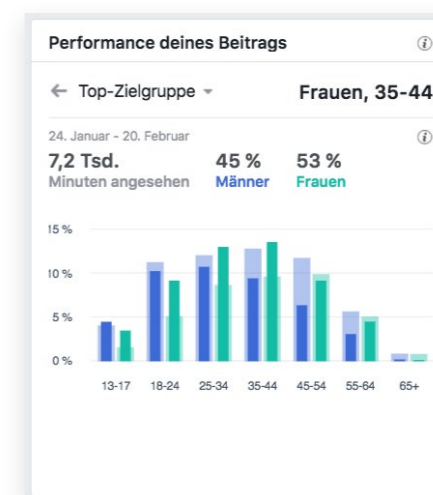 Performance deines Beitrags
Top-Zielgruppe Frauen, 35-44
24. Januar - 20. Februar
7,2 Tsd. 45 % 53 %
Minuten angesehen Männer Frauen
15 %
10 %
5 %
0 %
13-17 18-24 25-34 35-44 45-54 55-64 65+